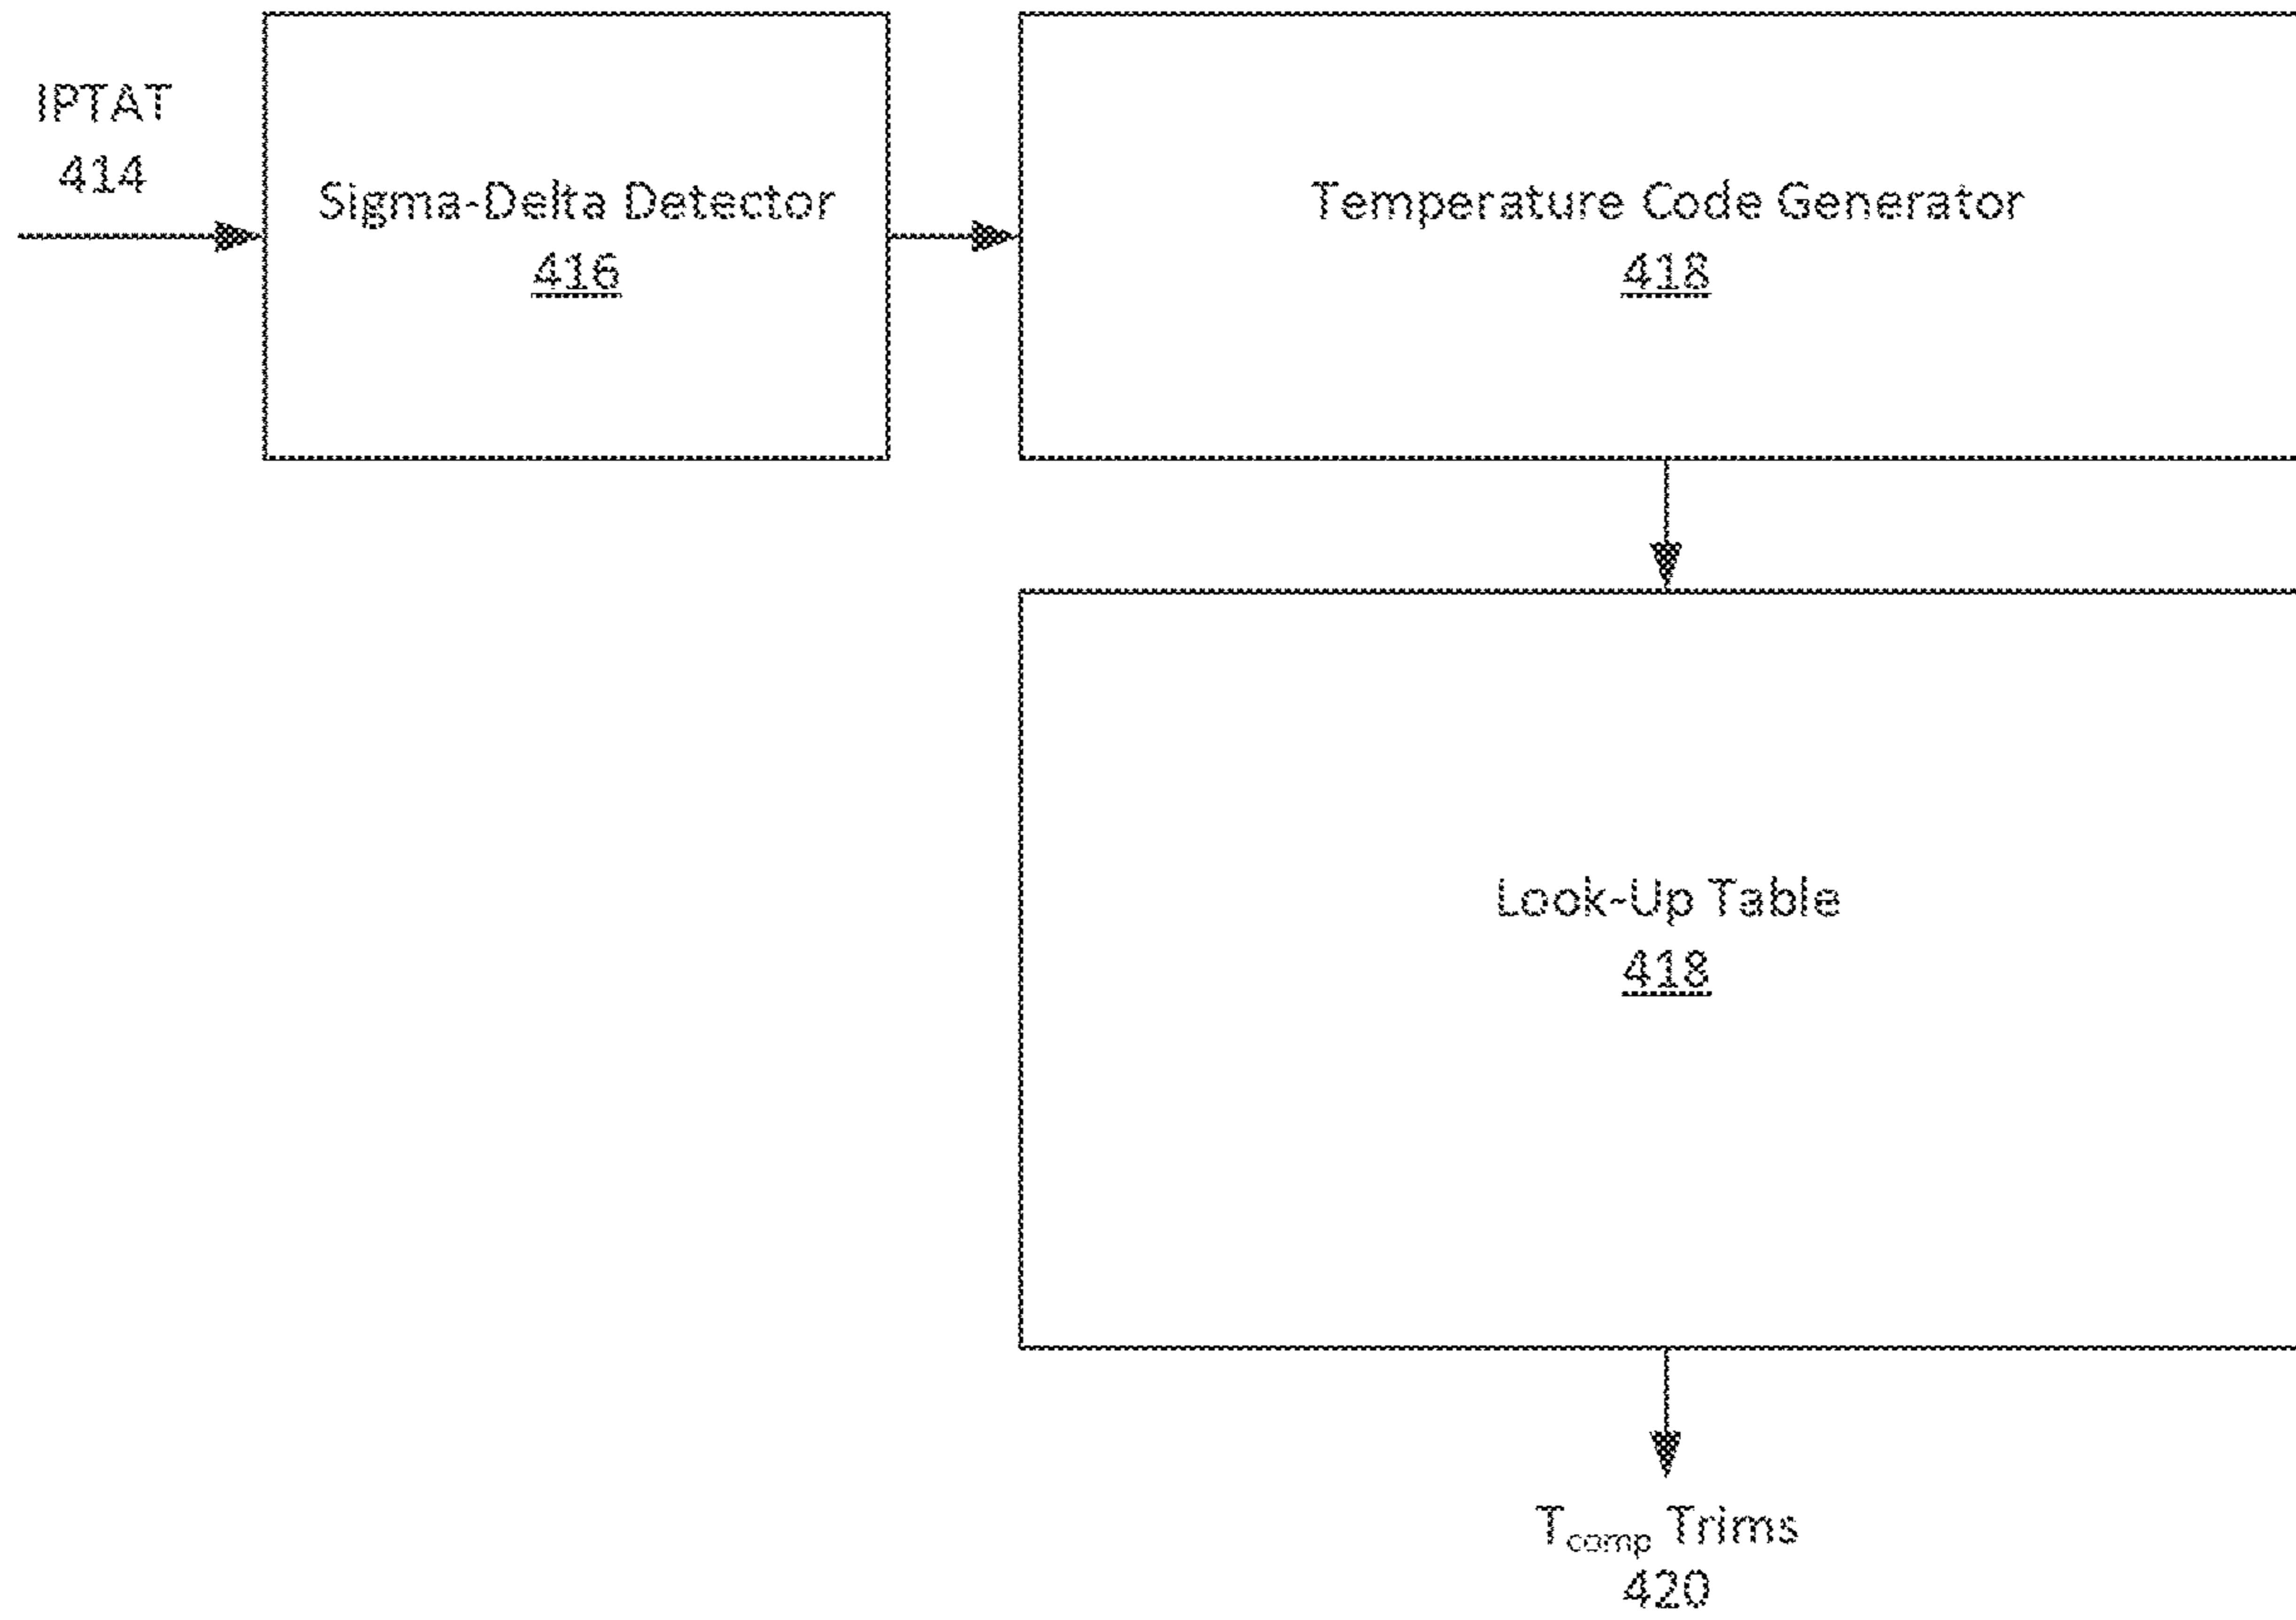 IPTAT
414
Sigma-Delta Detector
416
Temperature Code Generator
418
Look-Up Table
418
Tcomp Trims
420